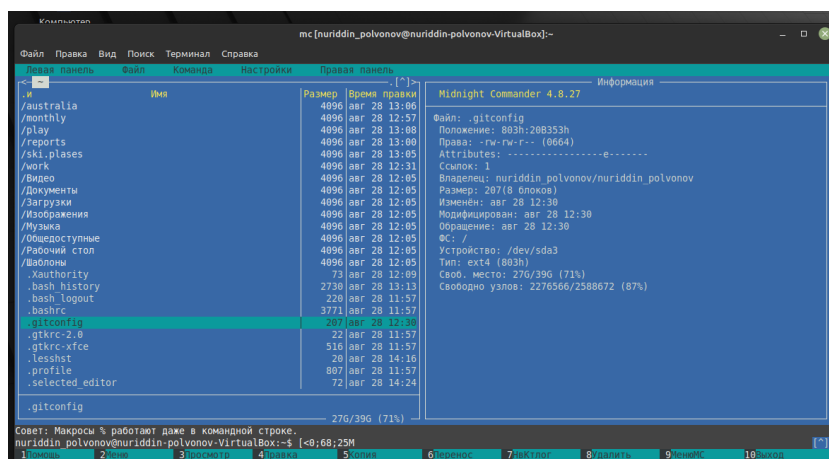 Компьютер
mc [nuriddin_polvonov@nuriddin-polvonov-VirtualBox]:~
Файл Правка Вид Поиск Терминал Справка
Левая панель Файл Команда Настройки Правая панель
<─ ~ .[^]> Информация
.и Имя Размер Время правки
Midnight Commander 4.8.27
/australia 4096 авг 28 13:06
/monthly 4096 авг 28 12:57 Файл: .gitconfig
/play 4096 авг 28 13:08 Положение: 803h:20B353h
/reports 4096 авг 28 13:00 Права: -rw-rw-r-- (0664)
/ski.plases 4096 авг 28 13:05 Attributes: -----------------e-------
/work 4096 авг 28 12:31 Ссылок: 1
/Видео 4096 авг 28 12:05 Владелец: nuriddin_polvonov/nuriddin_polvonov
/Документы 4096 авг 28 12:05 Размер: 207(8 блоков)
/Загрузки 4096 авг 28 12:05 Изменён: авг 28 12:30
/Изображения 4096 авг 28 12:05 Модифицирован: авг 28 12:30
/Музыка 4096 авг 28 12:05 Обращение: авг 28 12:30
/Общедоступные 4096 авг 28 12:05 ФС: /
/Рабочий стол 4096 авг 28 12:05 Устройство: /dev/sda3
/Шаблоны 4096 авг 28 12:05 Тип: ext4 (803h)
.Xauthority 73 авг 28 12:09 Своб. место: 27G/39G (71%)
.bash_history 2730 авг 28 13:13 Свободно узлов: 2276566/2588672 (87%)
.bash_logout 220 авг 28 11:57
.bashrc 3771 авг 28 11:57
.gitconfig 207 авг 28 12:30
.gtkrc-2.0 22 авг 28 11:57
.gtkrc-xfce 516 авг 28 11:57
.lesshst 20 авг 28 14:16
.profile 807 авг 28 11:57
.selected_editor 72 авг 28 14:24
.gitconfig
27G/39G (71%)
Совет: Макросы % работают даже в командной строке.
nuriddin_polvonov@nuriddin-polvonov-VirtualBox:~$ [<0;68;25M [^]
1Помощь 2Меню 3Просмотр 4Правка 5Копия 6Перенос 7НвКтлог 8Удалить 9МенюМС 10Выход